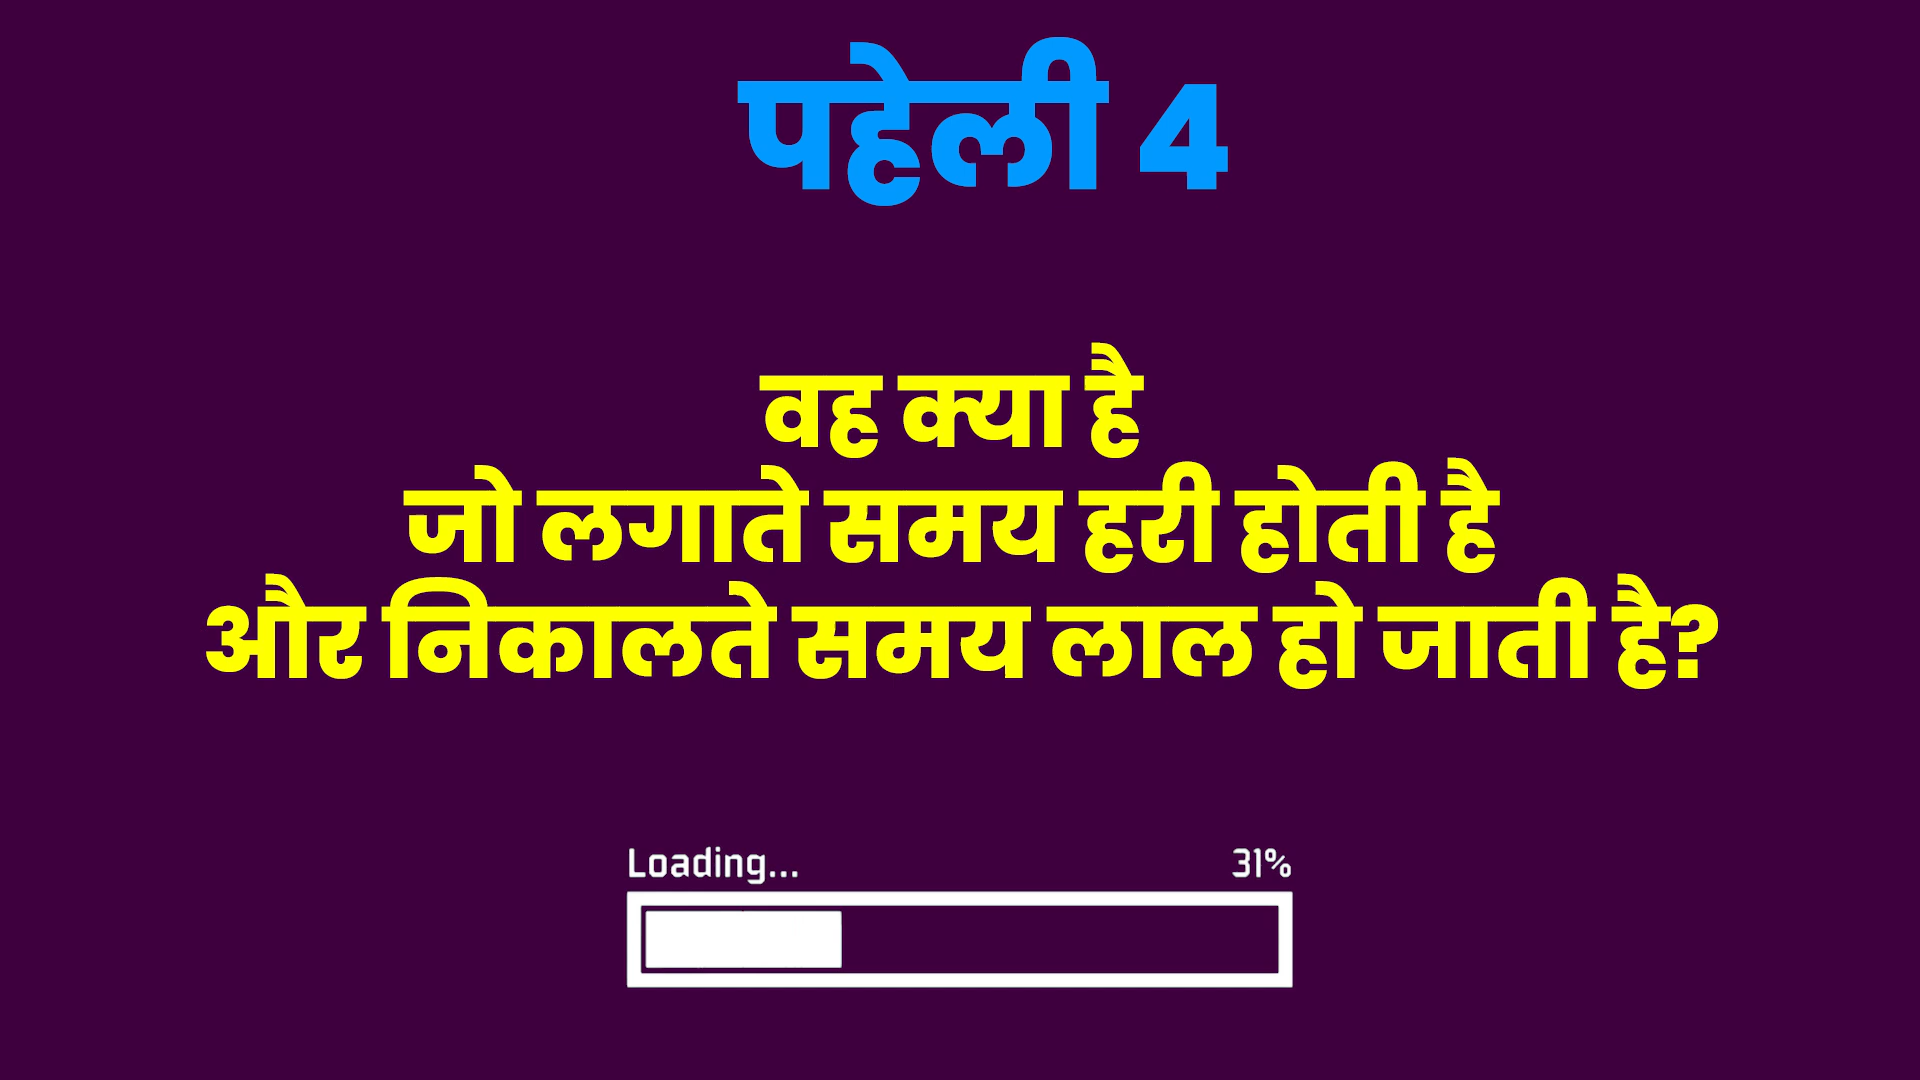 पहेली 4
वह क्या है
जो लगाते समय हरी होती है
और निकालते समय लाल हो जाती है?
Loading... 31%